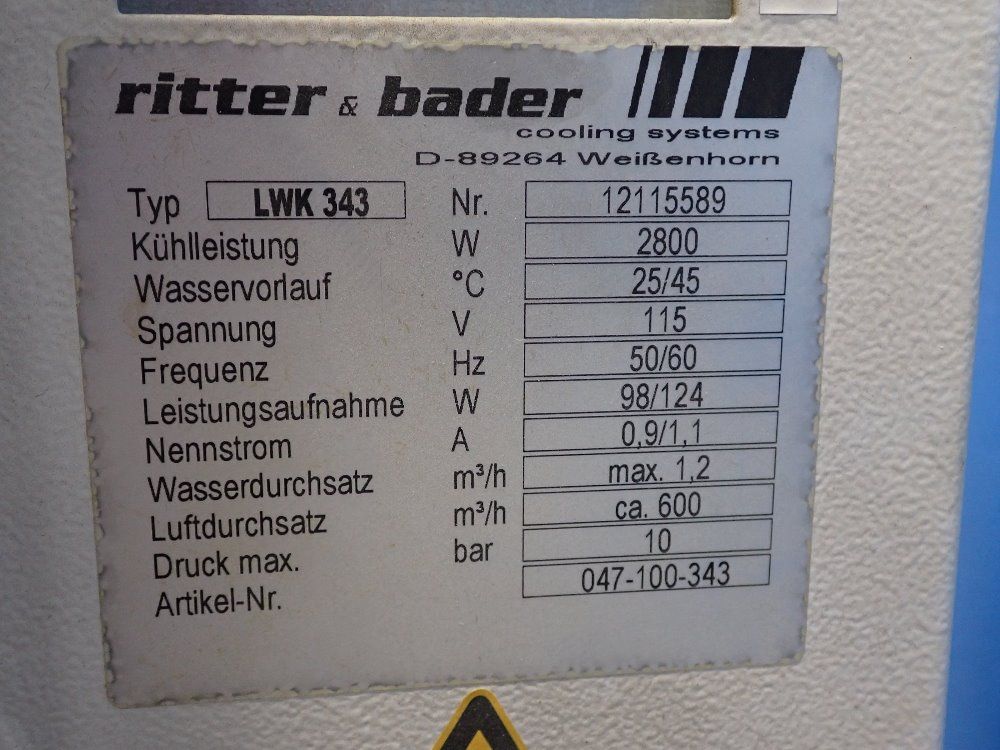 ritter & bader
cooling systems
D-89264 Weißenhorn
Typ LWK 343 Nr. 12115589
Kühlleistung W 2800
Wasservorlauf °C 25/45
Spannung V 115
Frequenz Hz 50/60
Leistungsaufnahme W 98/124
Nennstrom A 0,9/1,1
Wasserdurchsatz m³/h max. 1,2
Luftdurchsatz m³/h ca. 600
Druck max. bar 10
Artikel-Nr. 047-100-343